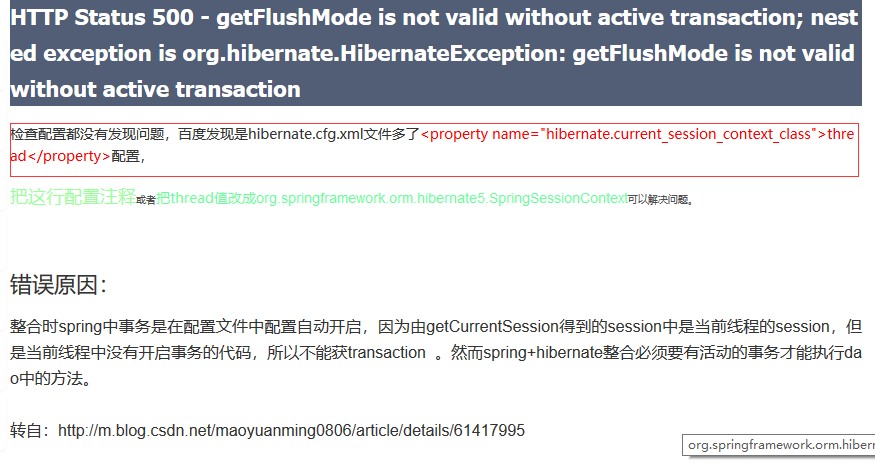 HTTP Status 500 - getFlushMode is not valid without active transaction; nest
ed exception is org.hibernate.HibernateException: getFlushMode is not valid
without active transaction
检查配置都没有发现问题，百度发现是hibernate.cfg.xml文件多了<property name="hibernate.current_session_context_class">thre
ad</property>配置，
把这行配置注释或者把thread值改成org.springframework.orm.hibernate5.SpringSessionContext可以解决问题。
错误原因：
整合时spring中事务是在配置文件中配置自动开启，因为由getCurrentSession得到的session中是当前线程的session，但
是当前线程中没有开启事务的代码，所以不能获transaction 。然而spring+hibernate整合必须要有活动的事务才能执行da
o中的方法。
转自：http://m.blog.csdn.net/maoyuanming0806/article/details/61417995
org.springframework.orm.hibern